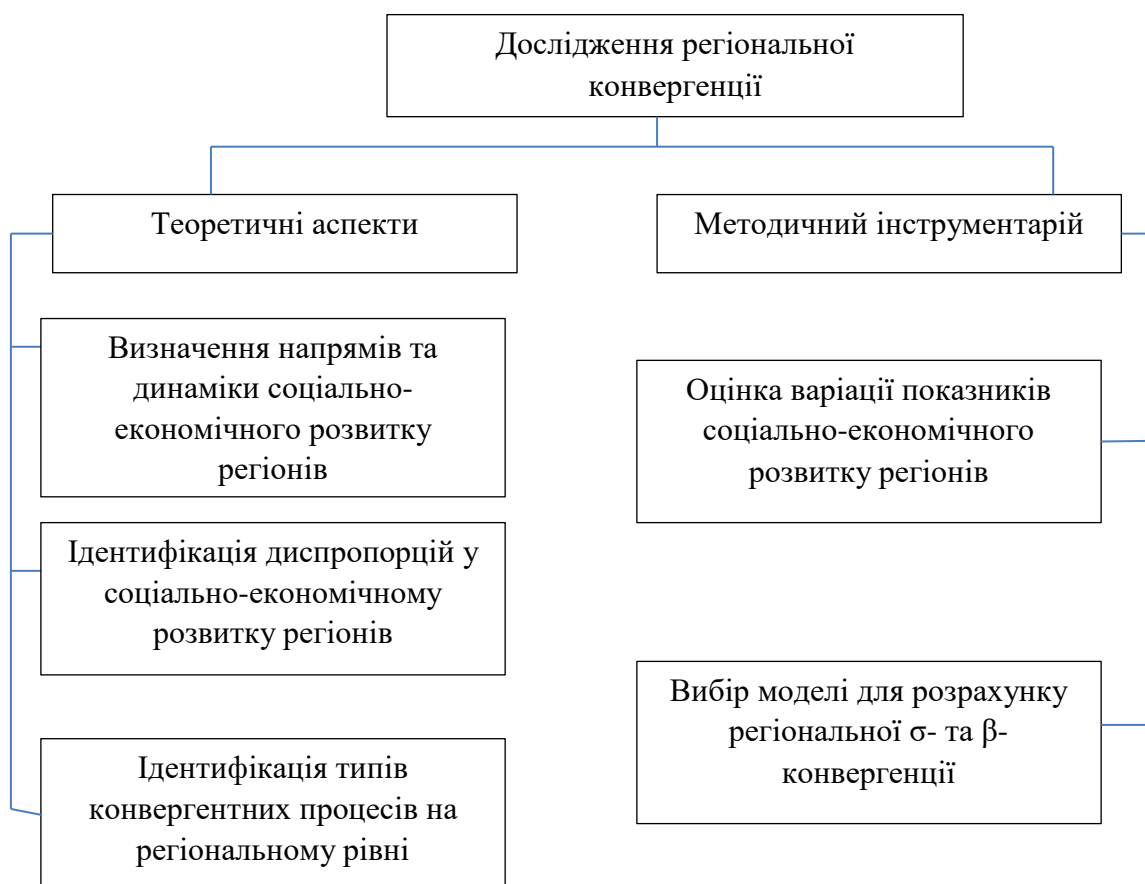 Дослідження регіональної
конвергенції
Теоретичні аспекти
Методичний інструментарій
Визначення напрямів та
динаміки соціально-
економічного розвитку
регіонів
Ідентифікація диспропорцій у
соціально-економічному
розвитку регіонів
Ідентифікація типів
конвергентних процесів на
регіональному рівні
Оцінка варіації показників
соціально-економічного
розвитку регіонів
Вибір моделі для розрахунку
регіональної σ- та β-
конвергенції